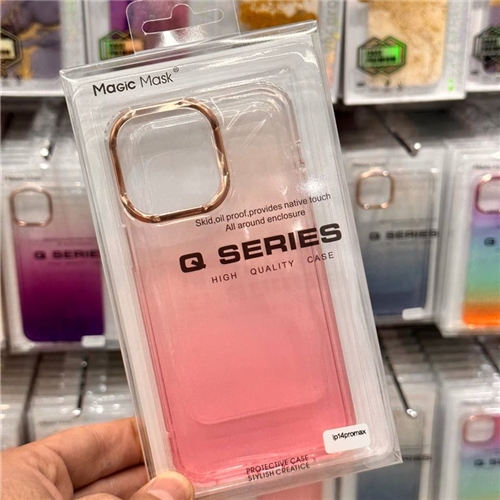 Magic Mask®
Skid,oil proof,provides native touch
All around enclosure
Q SERIES
HIGH QUALITY CASE
ip14promax
PROTECTIVE CASE
STYLISH CREATICE